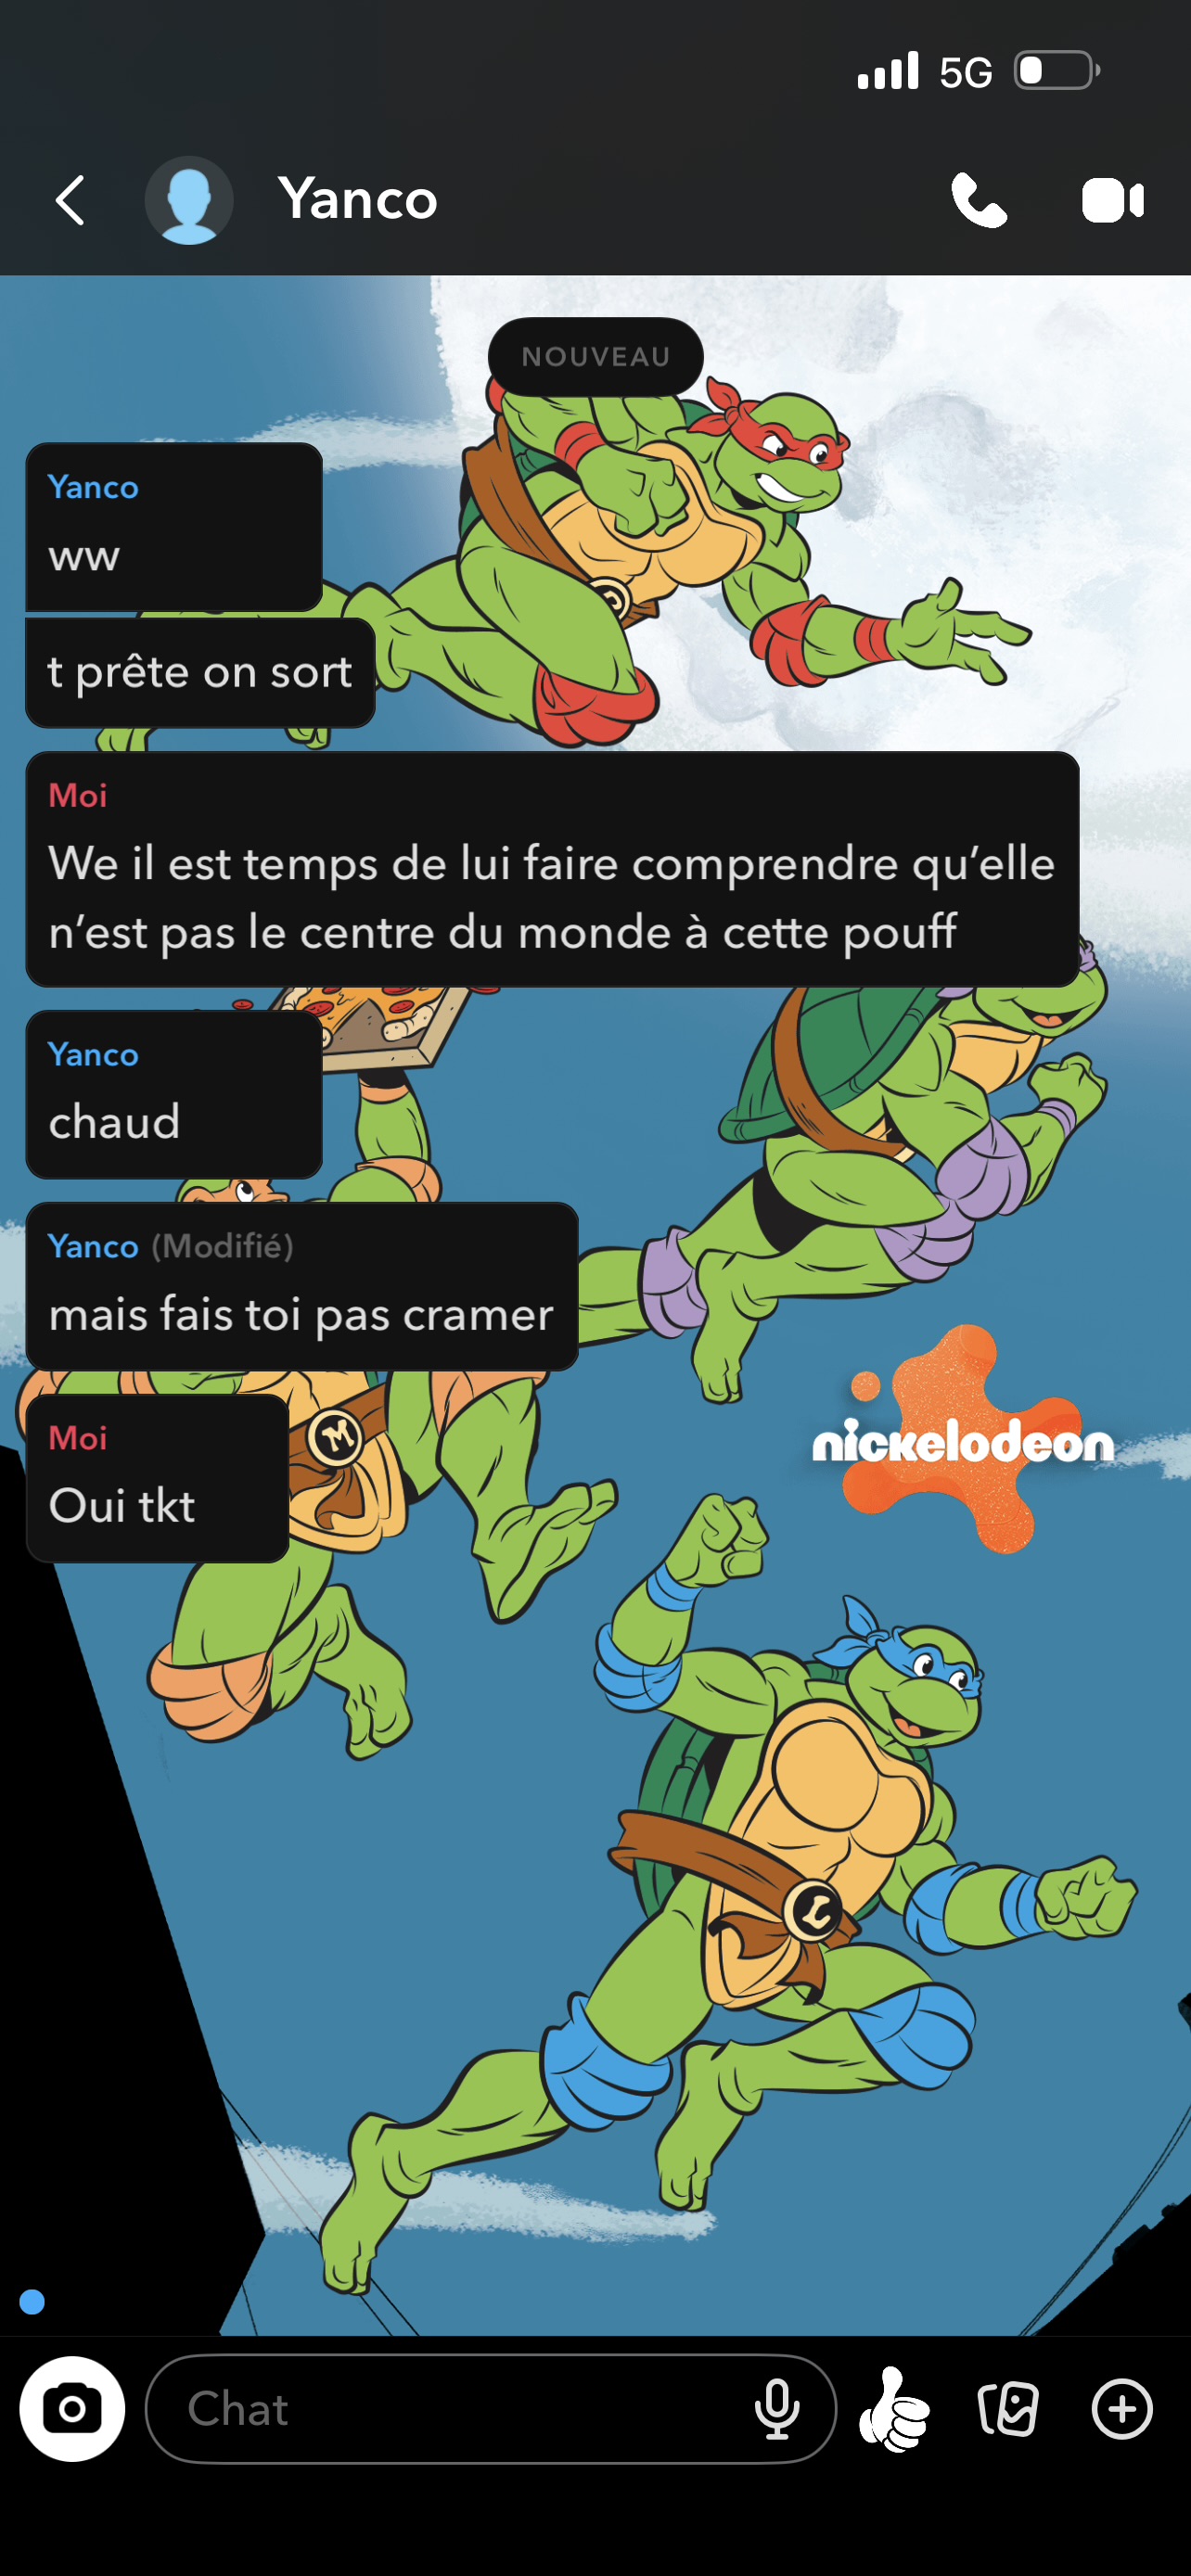 5G
Yanco
NOUVEAU
Yanco
ww
t prête on sort
Moi
We il est temps de lui faire comprendre qu’elle
n’est pas le centre du monde à cette pouff
Yanco
chaud
Yanco (Modifié)
mais fais toi pas cramer
M
Moi
Oui tkt
nickelodeon
L
Chat